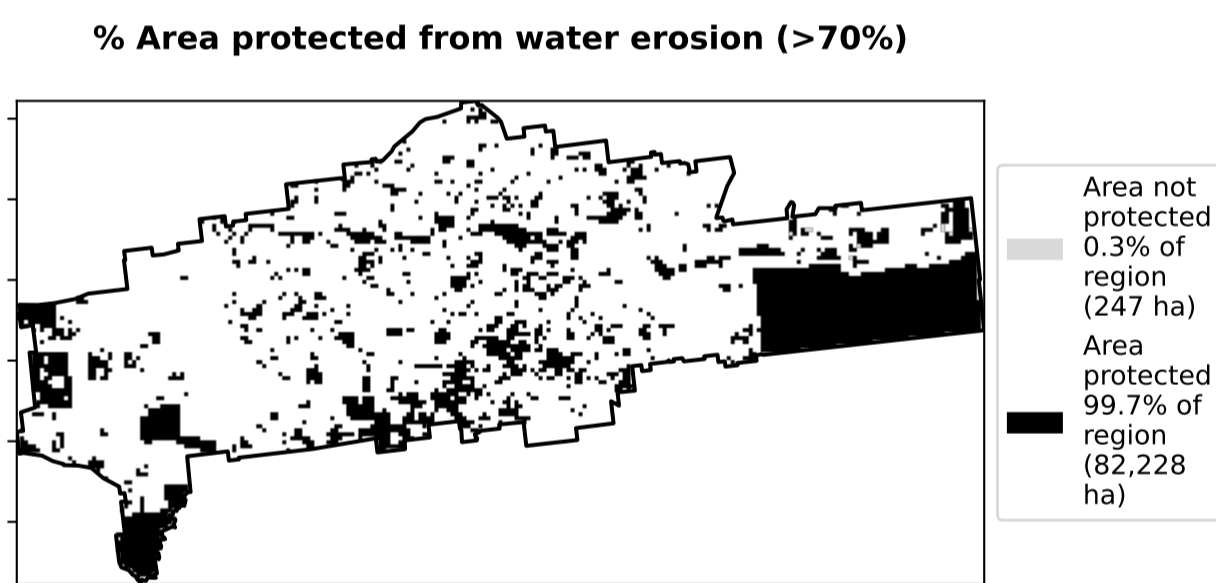 % Area protected from water erosion (>70%)
Area not
protected
0.3% of
region
(247 ha)
Area
protected
99.7% of
region
(82,228
ha)